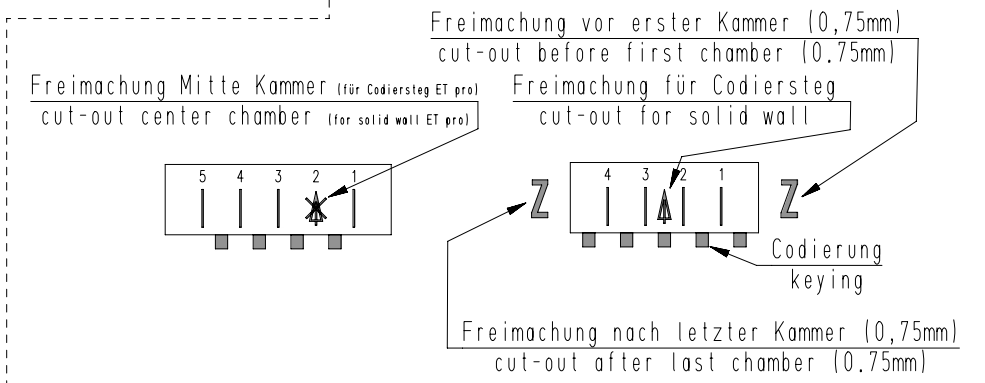 Freimachung vor erster Kammer (0,75mm)
cut-out before first chamber (0.75mm)
Freimachung Mitte Kammer (für Codiersteg ET pro)
cut-out center chamber (for solid wall ET pro)
Freimachung für Codiersteg
cut-out for solid wall
5 4 3 2 1
Z 4 3 2 1 Z
Codierung
keying
Freimachung nach letzter Kammer (0,75mm)
cut-out after last chamber (0.75mm)